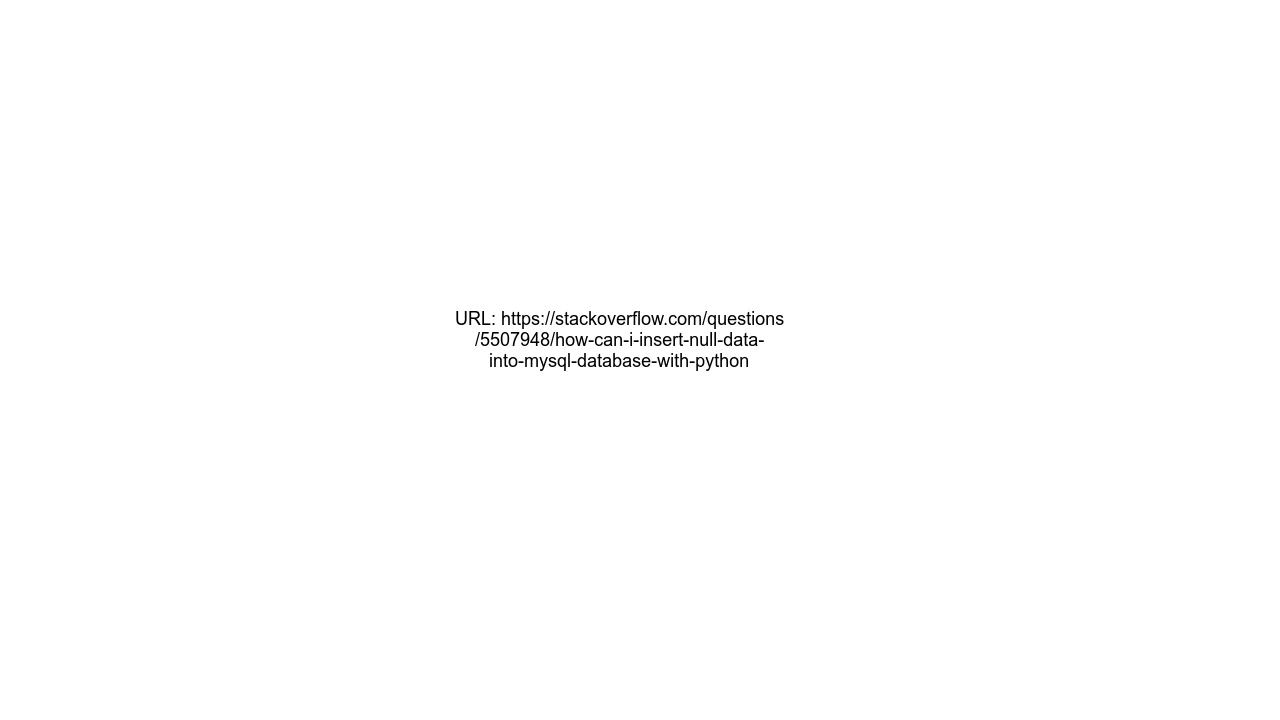 URL: https://stackoverflow.com/questions
/5507948/how-can-i-insert-null-data-
into-mysql-database-with-python